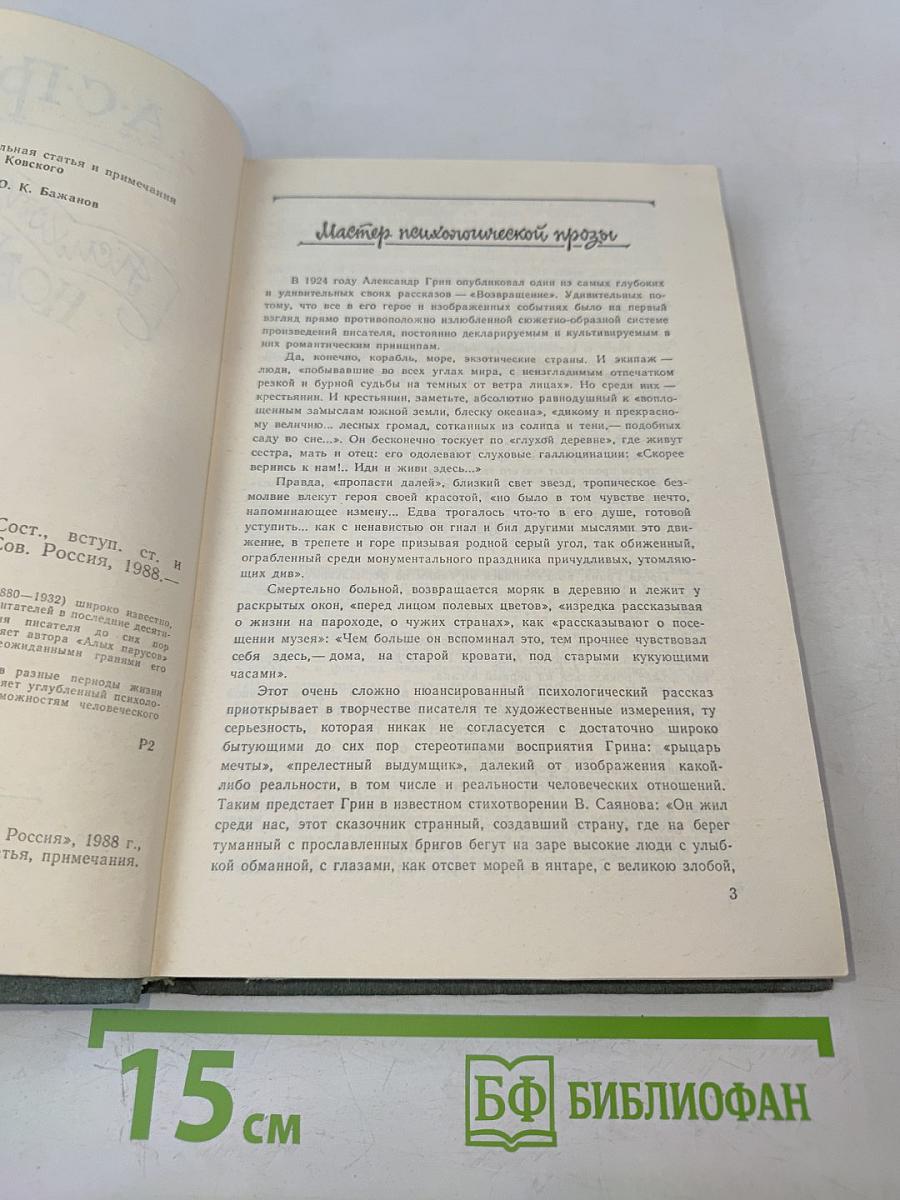 А·С·Гр
льная статья и примечания
Ковского
Ю. К. Бажанов
Сост., вступ. ст. и
Сов. Россия, 1988.—
880—1932) широко известно,
итателей в последние десяти-
ия писателя до сих пор
яет автора «Алых парусов»
еожиданными гранями его
в разные периоды жизни
яет углубленный психоло-
зможностям человеческого
Р2
Россия», 1988 г.,
тья, примечания.
Мастер психологической прозы
В 1924 году Александр Грин опубликовал один из самых глубоких
и удивительных своих рассказов — «Возвращение». Удивительных по-
тому, что все в его герое и изображенных событиях было на первый
взгляд прямо противоположно излюбленной сюжетно-образной системе
произведений писателя, постоянно декларируемым и культивируемым в
них романтическим принципам.
Да, конечно, корабль, море, экзотические страны. И экипаж —
люди, «побывавшие во всех углах мира, с неизгладимым отпечатком
резкой и бурной судьбы на темных от ветра лицах». Но среди них —
крестьянин. И крестьянин, заметьте, абсолютно равнодушный к «вопло-
щенным замыслам южной земли, блеску океана», «дикому и прекрасно-
му величию... лесных громад, сотканных из солнца и тени,— подобных
саду во сне...». Он бесконечно тоскует по «глухой деревне», где живут
сестра, мать и отец: его одолевают слуховые галлюцинации: «Скорее
вернись к нам!.. Иди и живи здесь...»
Правда, «пропасти далей», близкий свет звезд, тропическое без-
молвие влекут героя своей красотой, «но было в том чувстве нечто,
напоминающее измену... Едва трогалось что-то в его душе, готовой
уступить... как с ненавистью он гнал и бил другими мыслями это дви-
жение, в трепете и горе призывая родной серый угол, так обиженный,
ограбленный среди монументального праздника причудливых, утомляю-
щих див».
Смертельно больной, возвращается моряк в деревню и лежит у
раскрытых окон, «перед лицом полевых цветов», «изредка рассказывая
о жизни на пароходе, о чужих странах», как «рассказывают о посе-
щении музея»: «Чем больше он вспоминал это, тем прочнее чувствовал
себя здесь,— дома, на старой кровати, под старыми кукующими
часами».
Этот очень сложно нюансированный психологический рассказ
приоткрывает в творчестве писателя те художественные измерения, ту
серьезность, которая никак не согласуется с достаточно широко
бытующими до сих пор стереотипами восприятия Грина: «рыцарь
мечты», «прелестный выдумщик», далекий от изображения какой-
либо реальности, в том числе и реальности человеческих отношений.
Таким предстает Грин в известном стихотворении В. Саянова: «Он жил
среди нас, этот сказочник странный, создавший страну, где на берег
туманный с прославленных бригов бегут на заре высокие люди с улыб-
кой обманной, с глазами, как отсвет морей в янтаре, с великою злобой,
3
15 см
БФ БИБЛИОФАН